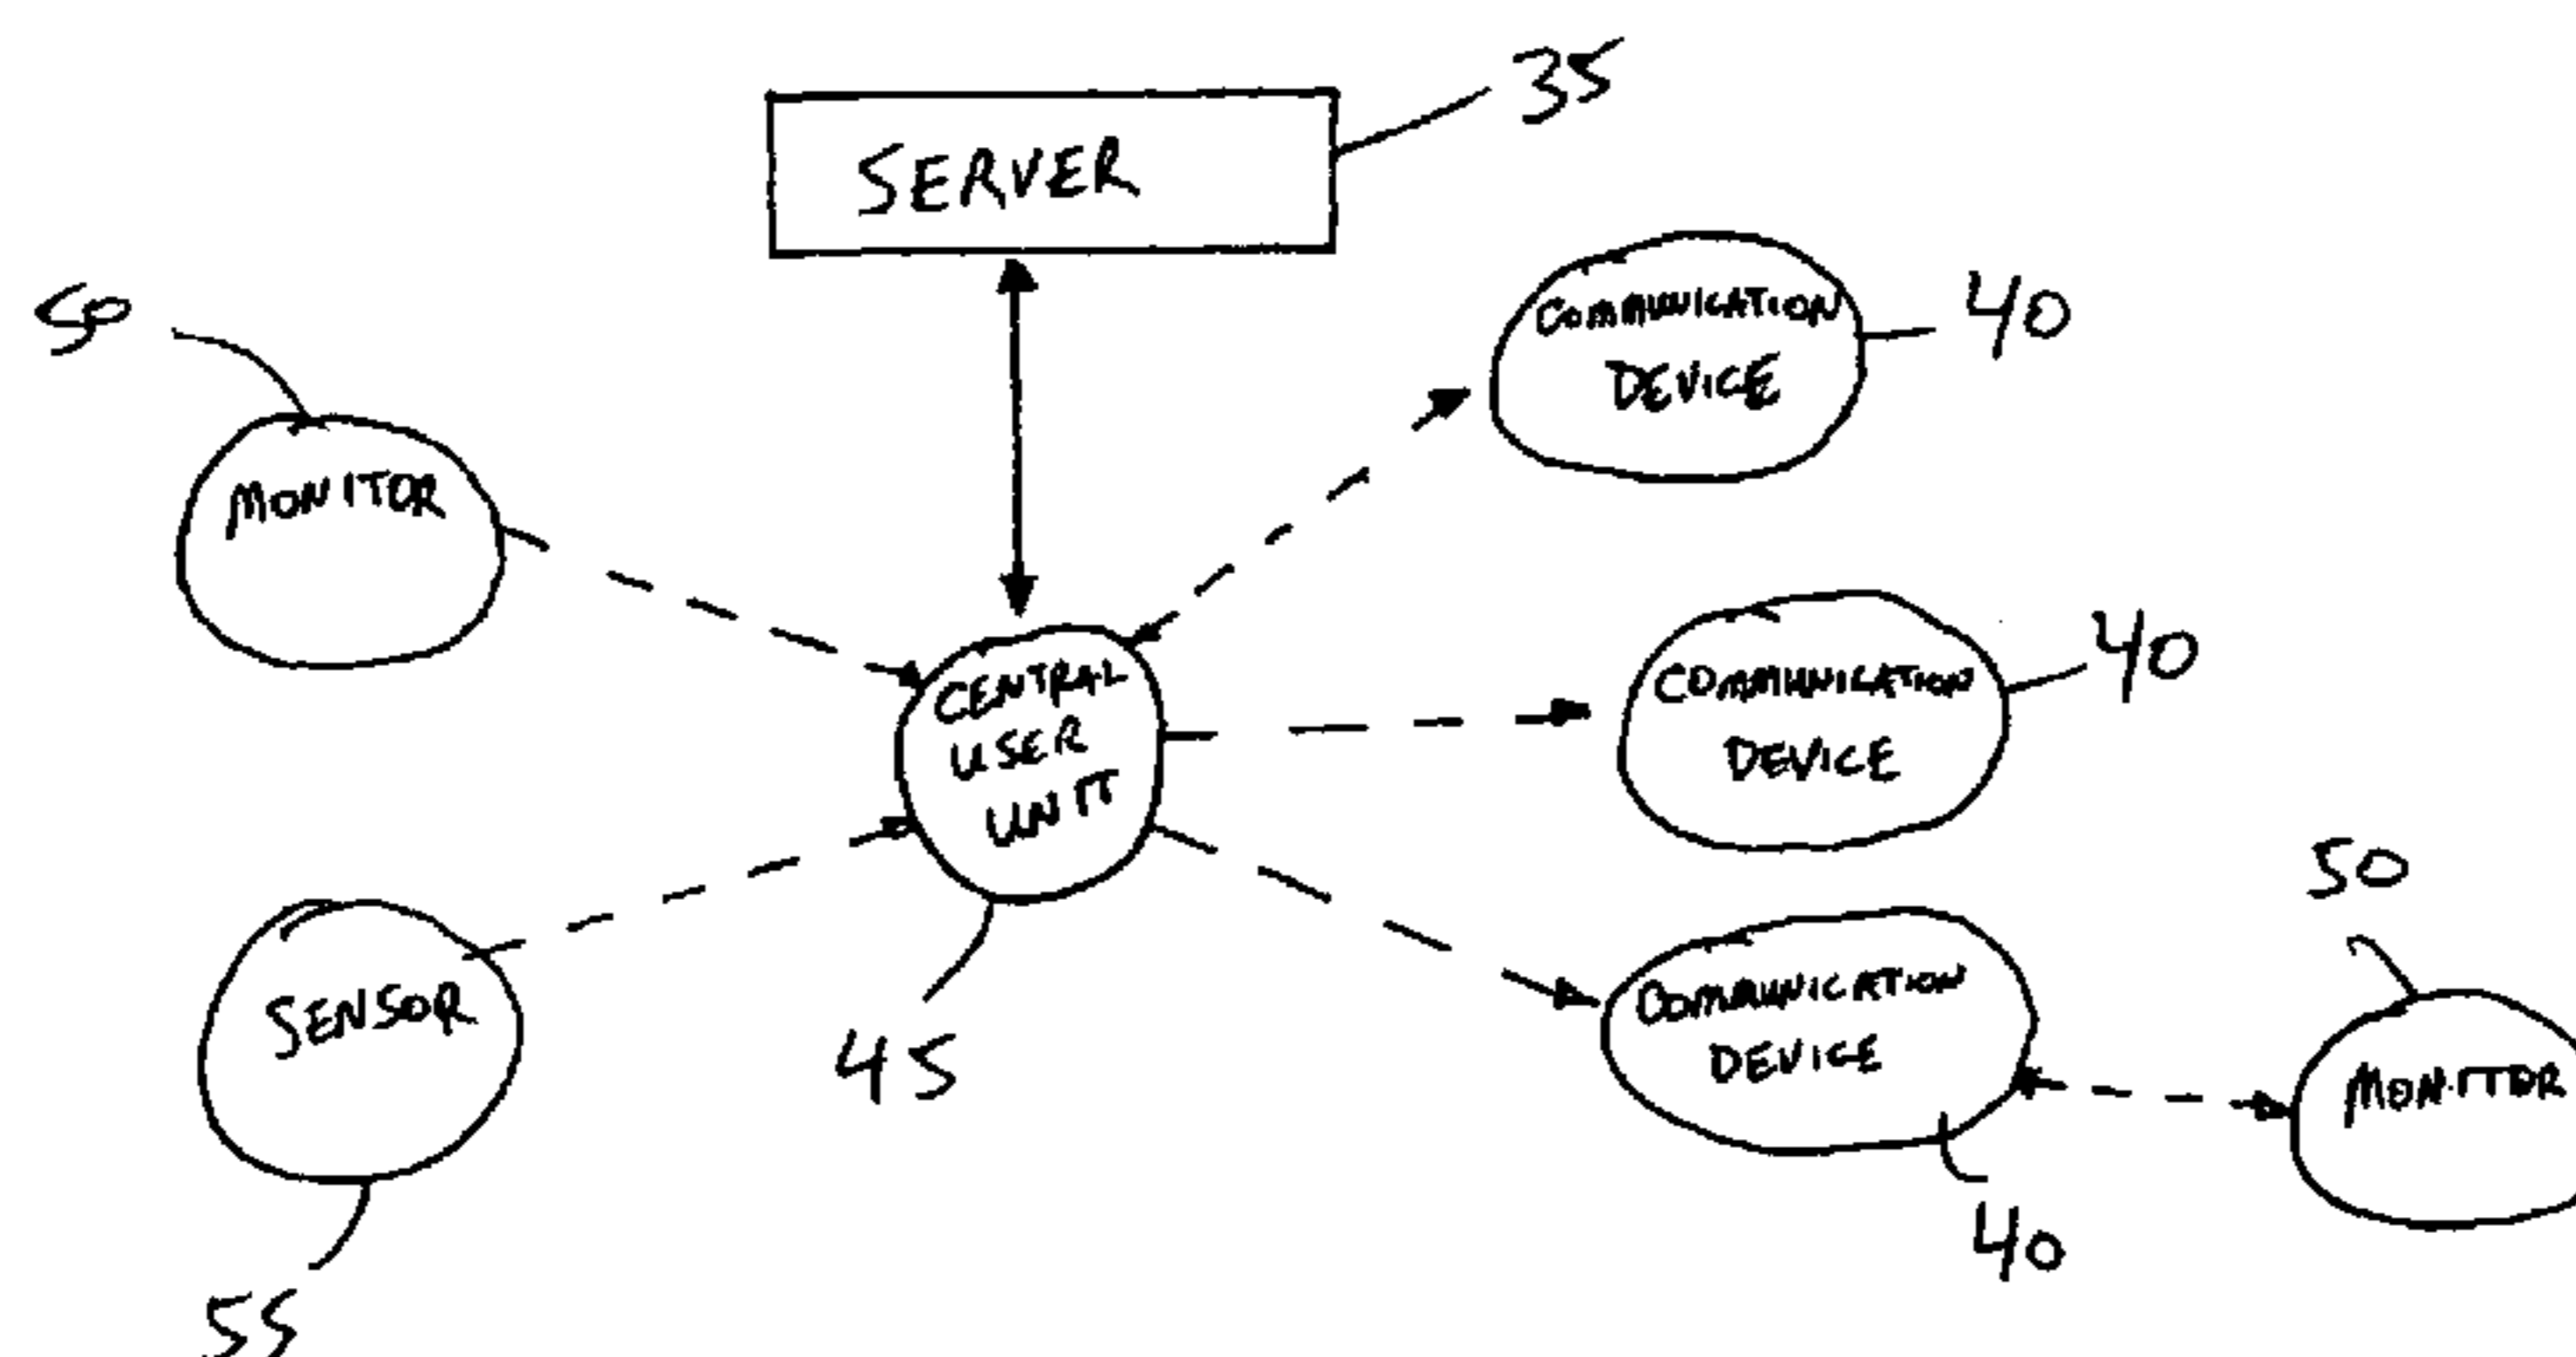 35
SERVER
50
COMMUNICATION
DEVICE
40
MONITOR
CENTRAL
USER
UNIT
COMMUNICATION
DEVICE
40
50
SENSOR
45
COMMUNICATION
DEVICE
MONITOR
40
55